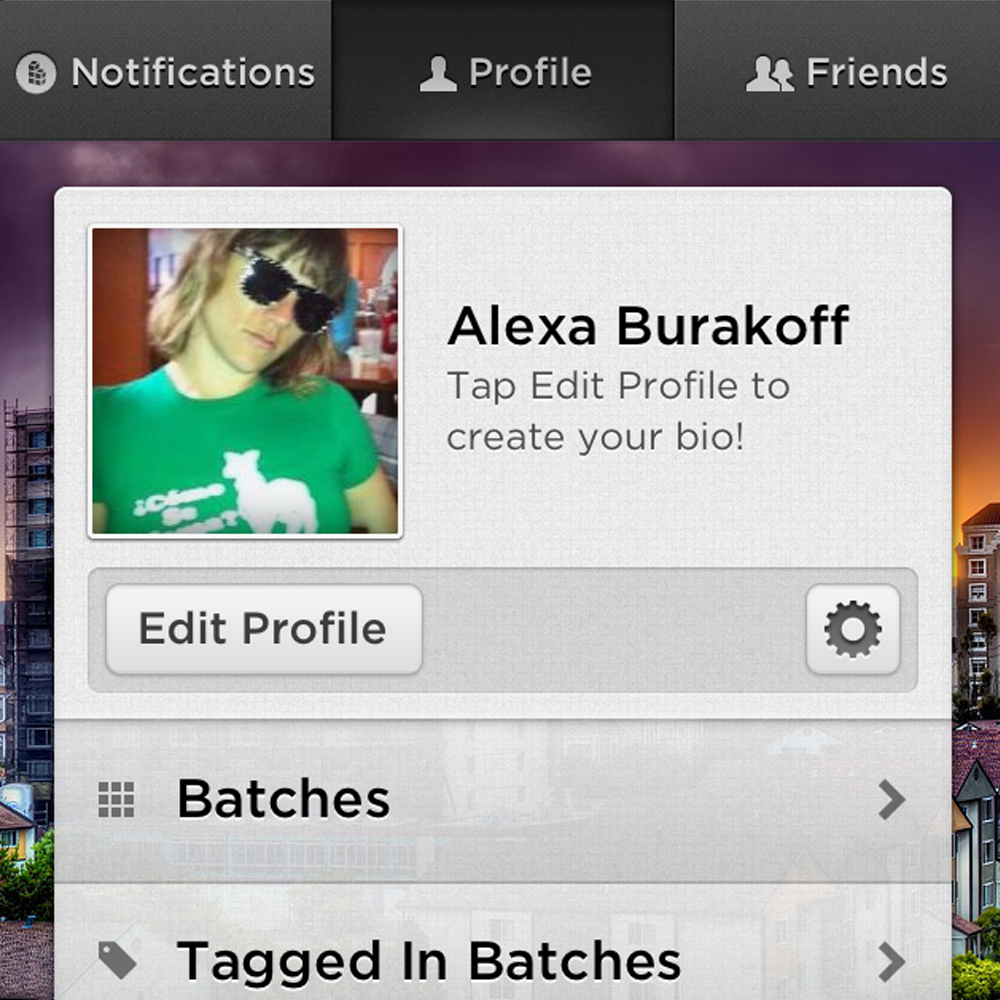 Notifications
Profile
Friends
Alexa Burakoff
Tap Edit Profile to
create your bio!
¿Cómo
Se
Edit Profile
Batches
Tagged In Batches